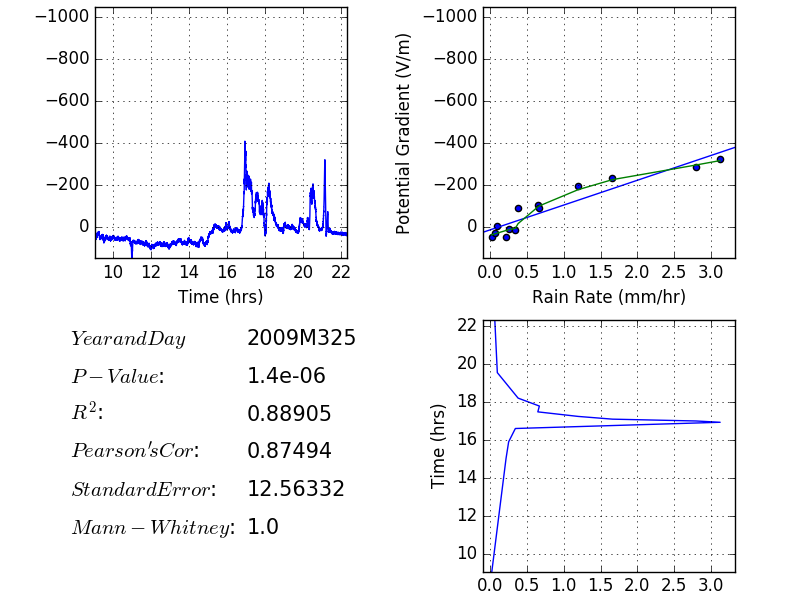 −1000
−800
−600
−400
−200
0
10 12 14 16 18 20 22
Time (hrs)
Potential Gradient (V/m)
−1000
−800
−600
−400
−200
0
0.0 0.5 1.0 1.5 2.0 2.5 3.0
Rain Rate (mm/hr)
YearandDay 2009M325
P−Value: 1.4e-06
R²: 0.88905
Pearson'sCor: 0.87494
StandardError: 12.56332
Mann−Whitney: 1.0
Time (hrs)
22
20
18
16
14
12
10
0.0 0.5 1.0 1.5 2.0 2.5 3.0